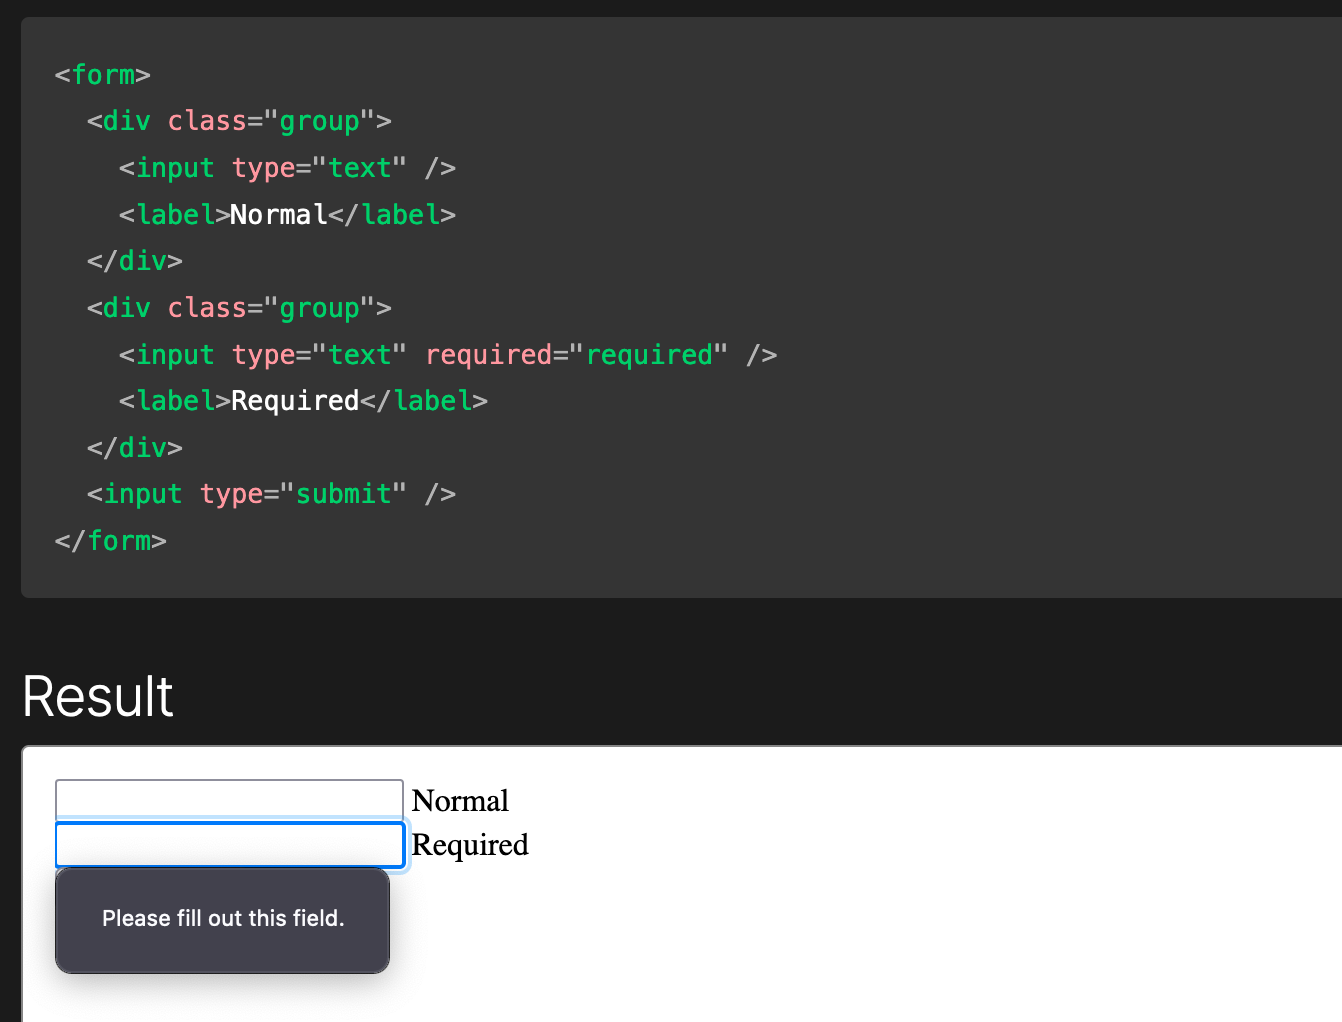 <form>
  <div class="group">
    <input type="text" />
    <label>Normal</label>
  </div>
  <div class="group">
    <input type="text" required="required" />
    <label>Required</label>
  </div>
  <input type="submit" />
</form>
Result
Normal
Required
Please fill out this field.